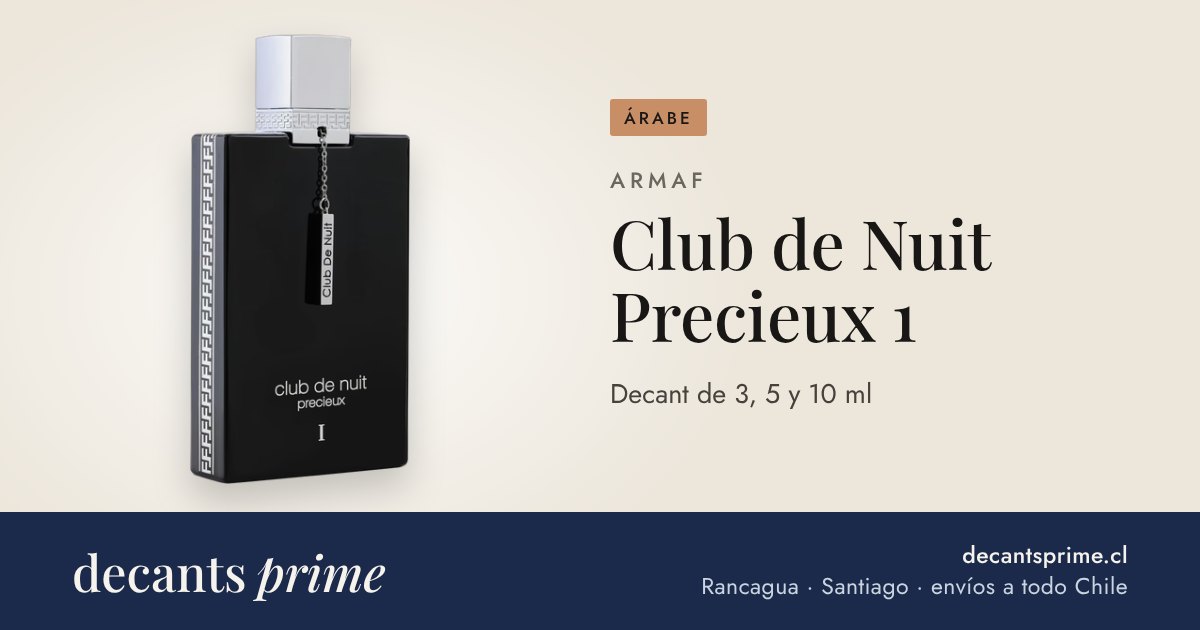 Club De Nuit
club de nuit
precieux
I
ÁRABE
ARMAF
Club de Nuit
Precieux 1
Decant de 3, 5 y 10 ml
decants prime
decantsprime.cl
Rancagua · Santiago · envíos a todo Chile